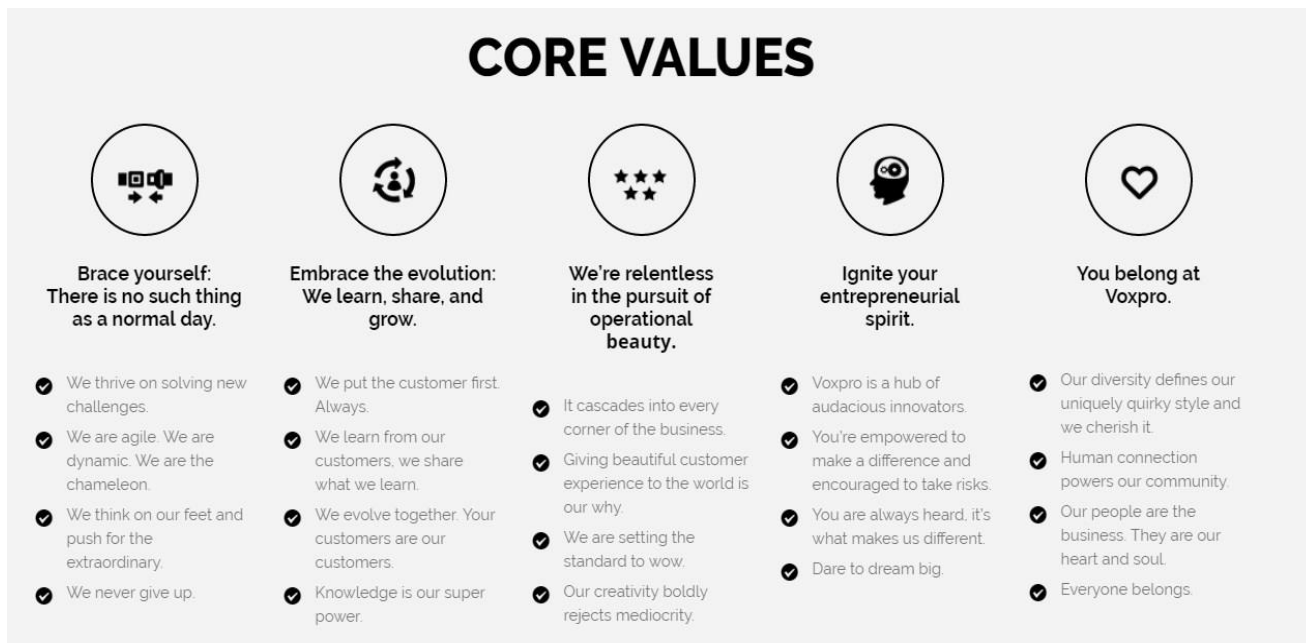 CORE VALUES
Brace yourself:
There is no such thing
as a normal day.
We thrive on solving new
challenges.
We are agile. We are
dynamic. We are the
chameleon.
We think on our feet and
push for the
extraordinary.
We never give up.
Embrace the evolution:
We learn, share, and
grow.
We put the customer first.
Always.
We learn from our
customers, we share
what we learn.
We evolve together. Your
customers are our
customers.
Knowledge is our super
power.
We're relentless
in the pursuit of
operational
beauty.
It cascades into every
corner of the business.
Giving beautiful customer
experience to the world is
our why.
We are setting the
standard to wow.
Our creativity boldly
rejects mediocrity.
Ignite your
entrepreneurial
spirit.
Voxpro is a hub of
audacious innovators.
You're empowered to
make a difference and
encouraged to take risks.
You are always heard, it's
what makes us different.
Dare to dream big.
You belong at
Voxpro.
Our diversity defines our
uniquely quirky style and
we cherish it.
Human connection
powers our community.
Our people are the
business. They are our
heart and soul.
Everyone belongs.